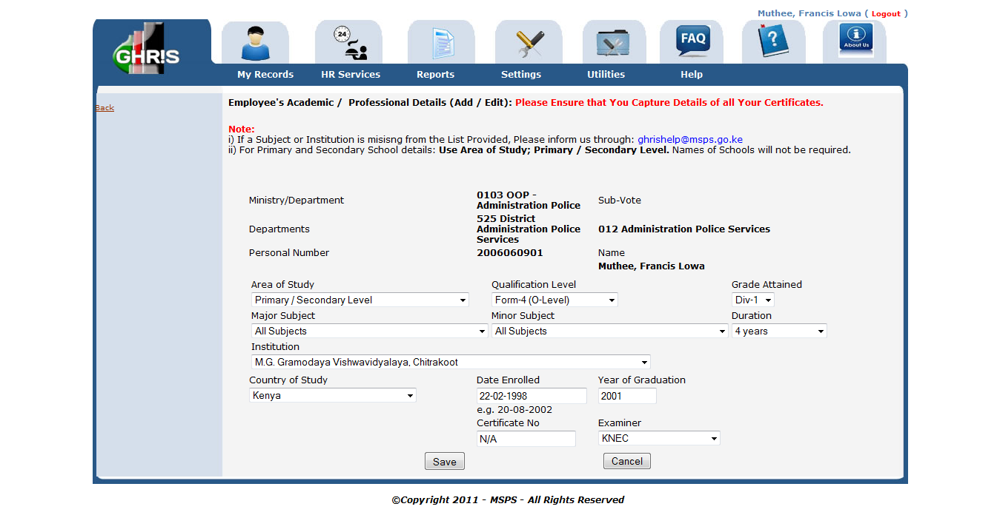 Muthee, Francis Lowa ( Logout )
GHR!S
24
FAQ
?
i
About Us
My Records HR Services Reports Settings Utilities Help
Back
Employee's Academic / Professional Details (Add / Edit): Please Ensure that You Capture Details of all Your Certificates.
Note:
i) If a Subject or Institution is misisng from the List Provided, Please inform us through: ghrishelp@msps.go.ke
ii) For Primary and Secondary School details: Use Area of Study; Primary / Secondary Level. Names of Schools will not be required.
Ministry/Department 0103 OOP - Sub-Vote
Administration Police
Departments 525 District 012 Administration Police Services
Administration Police
Services
Personal Number 2006060901 Name
Muthee, Francis Lowa
Area of Study Qualification Level Grade Attained
Primary / Secondary Level Form-4 (O-Level) Div-1
Major Subject Minor Subject Duration
All Subjects All Subjects 4 years
Institution
M.G. Gramodaya Vishwavidyalaya, Chitrakoot
Country of Study Date Enrolled Year of Graduation
Kenya 22-02-1998 2001
e.g. 20-08-2002
Certificate No Examiner
N/A KNEC
Save Cancel
©Copyright 2011 - MSPS - All Rights Reserved